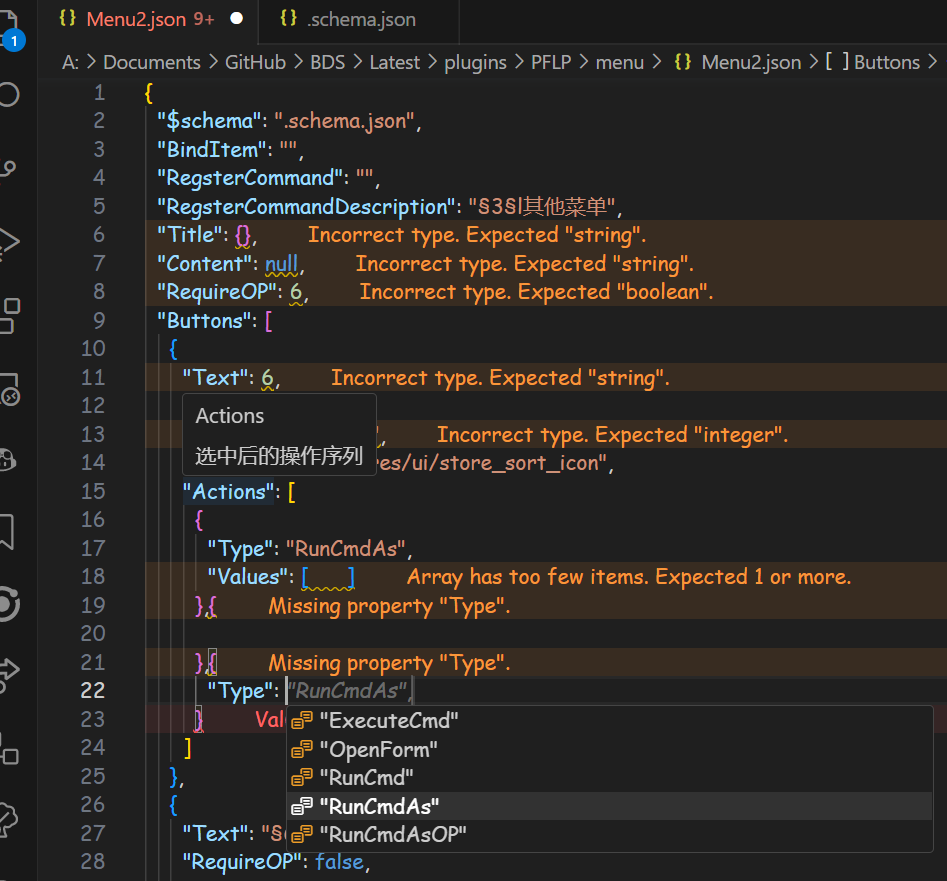 Menu2.json 9+ .schema.json
1
A: > Documents > GitHub > BDS > Latest > plugins > PFLP > menu > {} Menu2.json > [ ] Buttons >
1 {
2 "$schema": ".schema.json",
3 "BindItem": "",
4 "RegsterCommand": "",
5 "RegsterCommandDescription": "§3§l其他菜单",
6 "Title": {}, Incorrect type. Expected "string".
7 "Content": null, Incorrect type. Expected "string".
8 "RequireOP": 6, Incorrect type. Expected "boolean".
9 "Buttons": [
10 {
11 "Text": 6, Incorrect type. Expected "string".
12
Actions
13 ", Incorrect type. Expected "integer".
选中后的操作序列
14 res/ui/store_sort_icon",
15 "Actions": [
16 {
17 "Type": "RunCmdAs",
18 "Values": [ ] Array has too few items. Expected 1 or more.
19 },{ Missing property "Type".
20
21 },{ Missing property "Type".
22 "Type": "RunCmdAs",
23 } Val
"ExecuteCmd"
24 ]
"OpenForm"
25 },
"RunCmd"
26 {
"RunCmdAs"
27 "Text": "§
"RunCmdAsOP"
28 "RequireOP": false,